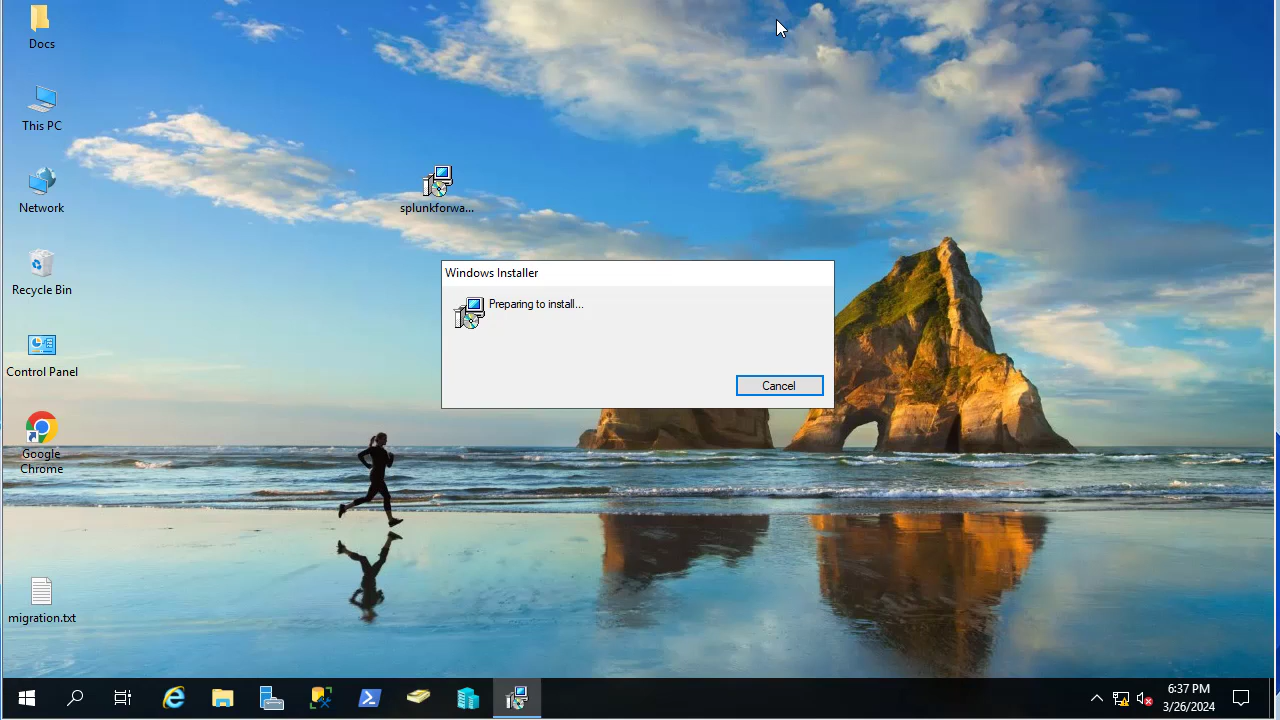 Docs
This PC
Network
Recycle Bin
Control Panel
Google
Chrome
migration.txt
splunkforwa...
Windows Installer
Preparing to install...
Cancel
6:37 PM
3/26/2024